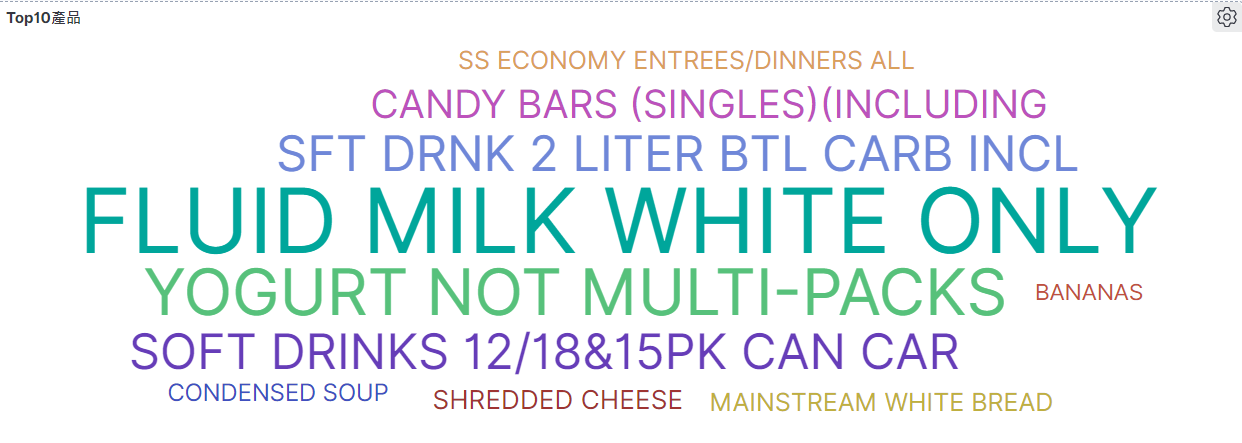 Top10產品
SS ECONOMY ENTREES/DINNERS ALL
CANDY BARS (SINGLES)(INCLUDING
SFT DRNK 2 LITER BTL CARB INCL
FLUID MILK WHITE ONLY
YOGURT NOT MULTI-PACKS
BANANAS
SOFT DRINKS 12/18&15PK CAN CAR
CONDENSED SOUP
SHREDDED CHEESE
MAINSTREAM WHITE BREAD